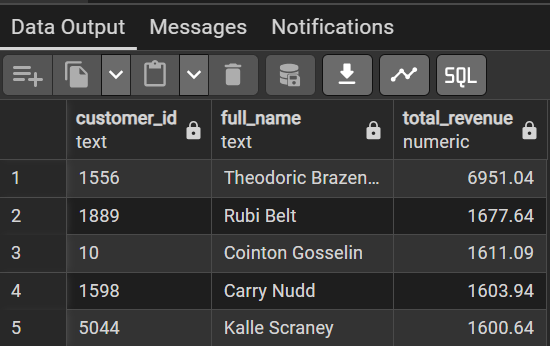 Data Output Messages Notifications
SQL
customer_id full_name total_revenue
text text numeric
1 1556 Theodoric Brazen... 6951.04
2 1889 Rubi Belt 1677.64
3 10 Cointon Gosselin 1611.09
4 1598 Carry Nudd 1603.94
5 5044 Kalle Scraney 1600.64